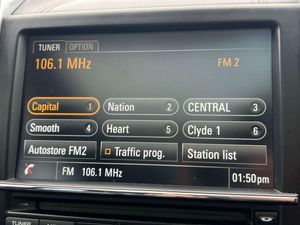 TUNER OPTION
106.1 MHz FM 2
Capital 1 Nation 2 CENTRAL 3
Smooth 4 Heart 5 Clyde 1 6
Autostore FM2 Traffic prog. Station list
FM 106.1 MHz 01:50pm
TUNER